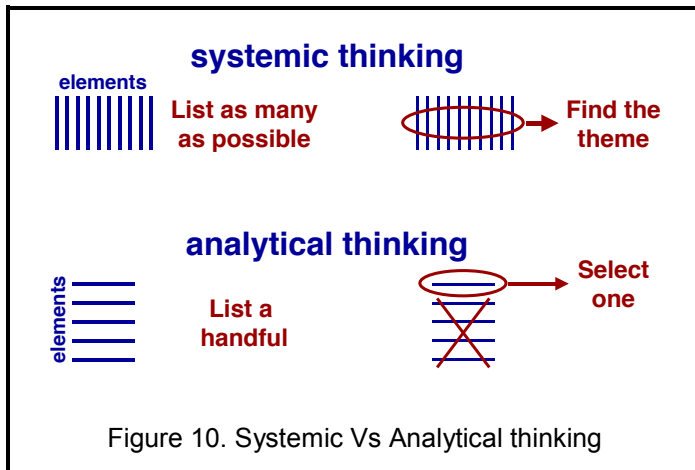 systemic thinking
elements
List as many
as possible
Find the
theme
analytical thinking
elements
List a
handful
Select
one
Figure 10. Systemic Vs Analytical thinking